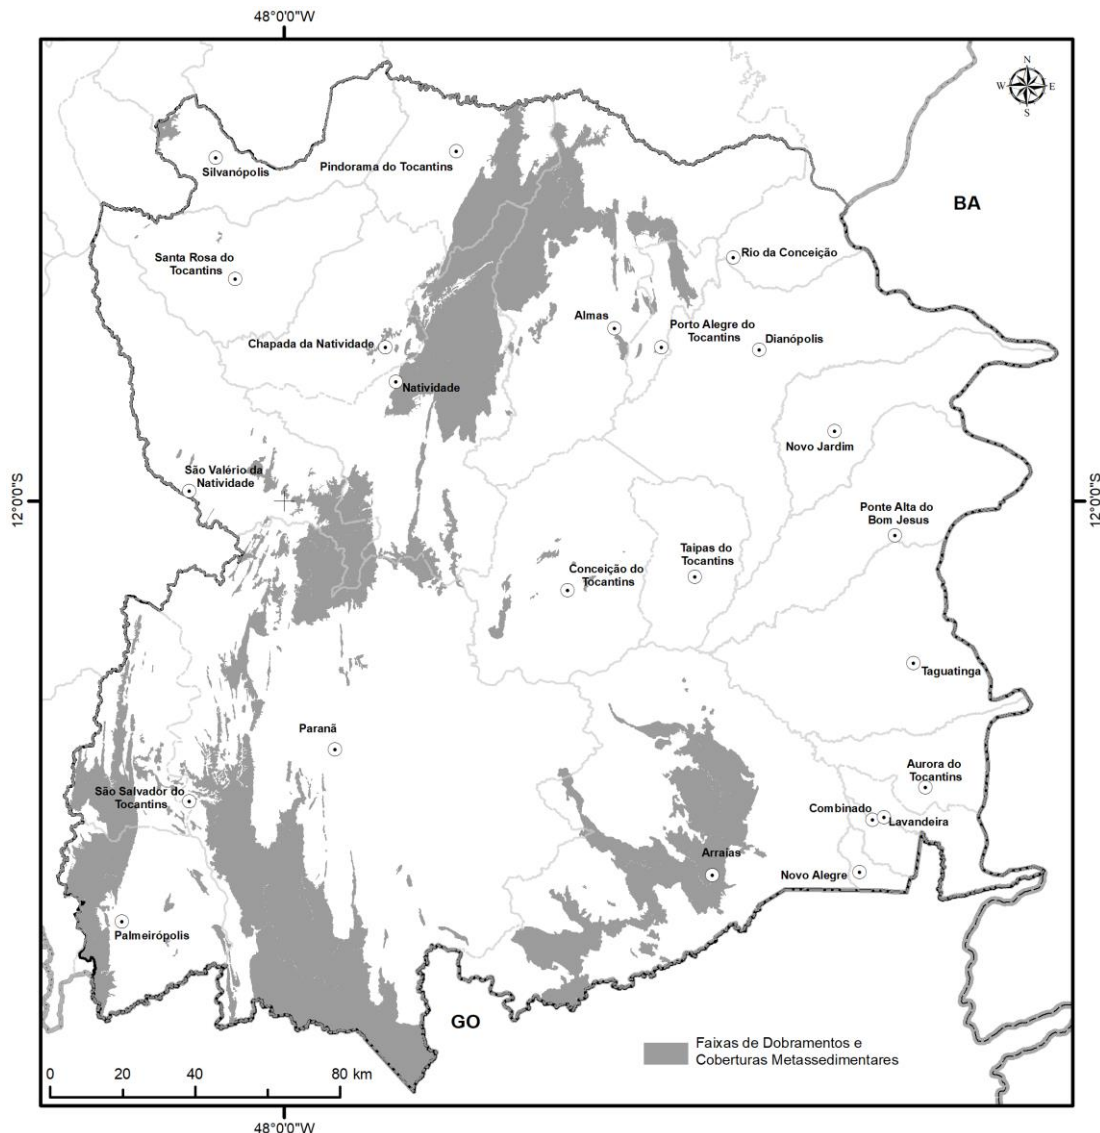 48°0'0"W
N
W
E
S
BA
Silvanópolis
Pindorama do Tocantins
Santa Rosa do
Tocantins
Rio da Conceição
Almas
Porto Alegre do
Tocantins
Dianópolis
Chapada da Natividade
Natividade
Novo Jardim
São Valério da
Natividade
12°0'0"S
12°0'0"S
Ponte Alta do
Bom Jesus
Taipas do
Tocantins
Conceição do
Tocantins
Taguatinga
Paranã
Aurora do
Tocantins
São Salvador do
Tocantins
Combinado
Lavandeira
Arraias
Novo Alegre
Palmeirópolis
GO
Faixas de Dobramentos e
Coberturas Metassedimentares
0 20 40 80 km
48°0'0"W